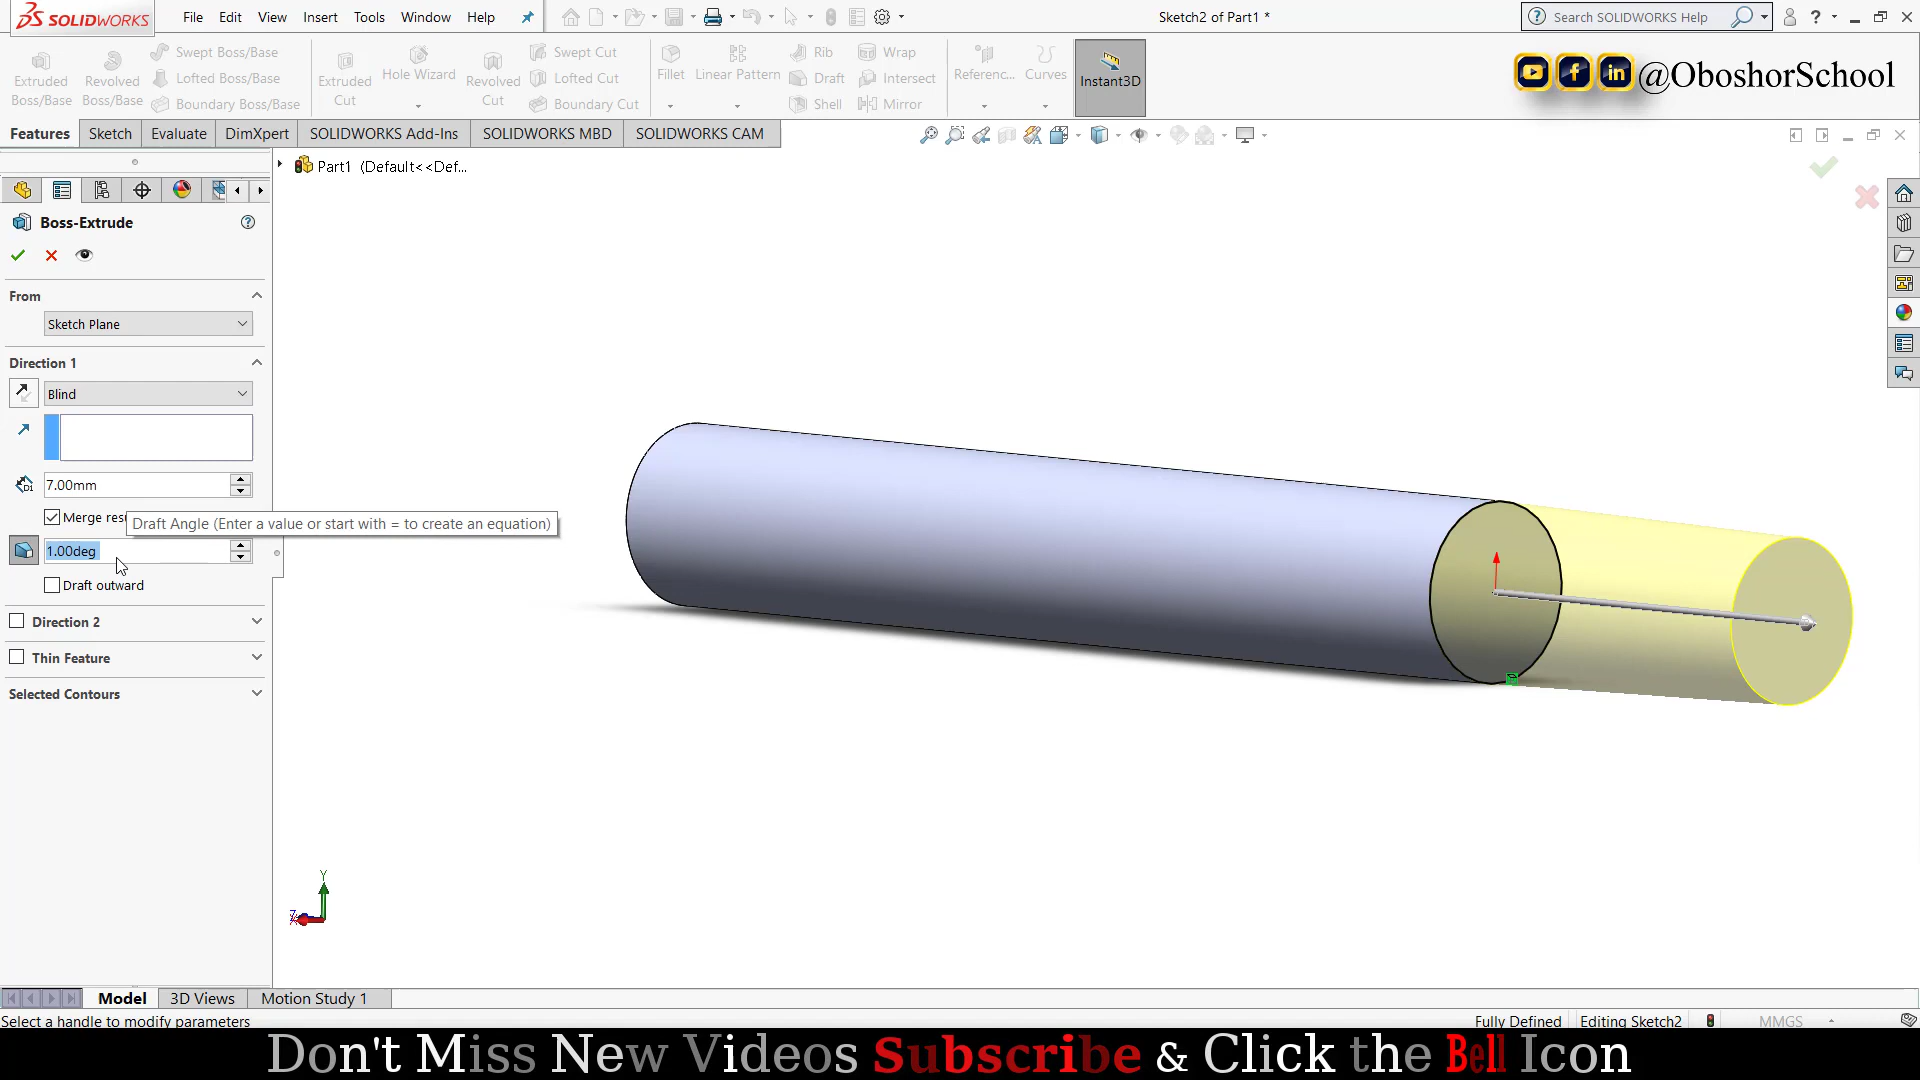 SOLIDWORKS
File Edit View Insert Tools Window Help
Sketch2 of Part1 *
Search SOLIDWORKS Help
Extruded Boss/Base
Revolved Boss/Base
Swept Boss/Base
Lofted Boss/Base
Boundary Boss/Base
Extruded Cut
Hole Wizard
Revolved Cut
Swept Cut
Lofted Cut
Boundary Cut
Fillet
Linear Pattern
Rib
Draft
Shell
Wrap
Intersect
Mirror
Referenc...
Curves
Instant3D
@OboshorSchool
Features Sketch Evaluate DimXpert SOLIDWORKS Add-Ins SOLIDWORKS MBD SOLIDWORKS CAM
Part1 (Default<<Def...
Boss-Extrude
From
Sketch Plane
Direction 1
Blind
7.00mm
Merge res
Draft Angle (Enter a value or start with = to create an equation)
1.00deg
Draft outward
Direction 2
Thin Feature
Selected Contours
Y
Model 3D Views Motion Study 1
Select a handle to modify parameters
Fully Defined Editing Sketch2 MMGS
Don't Miss New Videos Subscribe & Click the Bell Icon